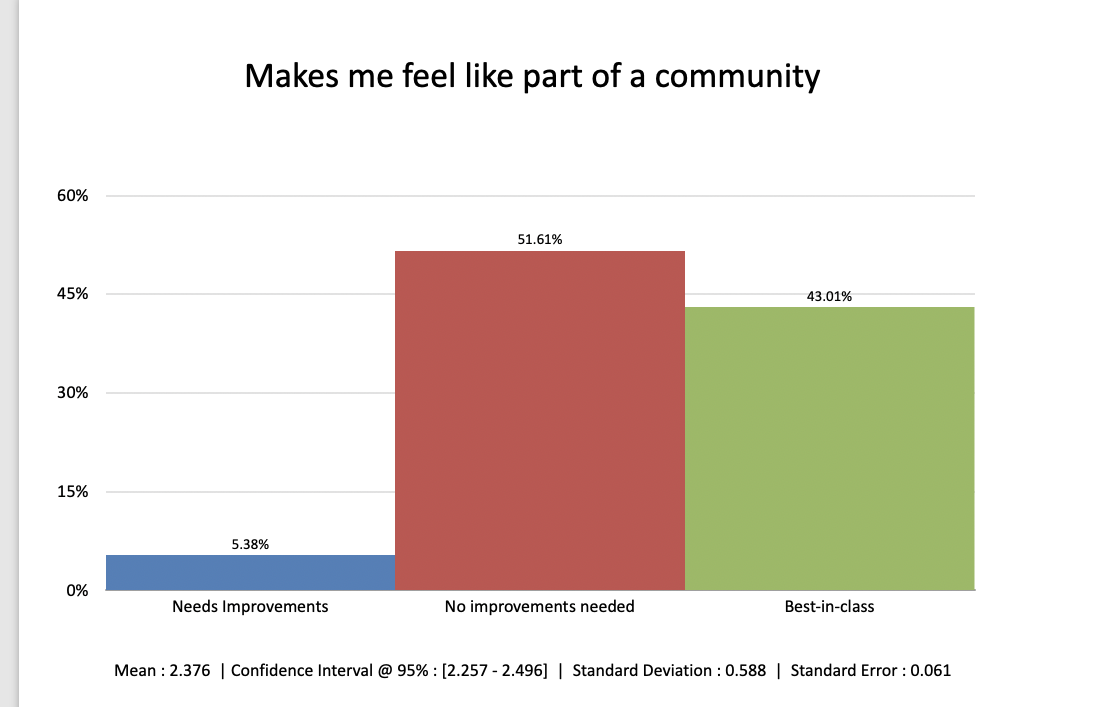 Makes me feel like part of a community
60%
51.61%
45%
43.01%
30%
15%
5.38%
0%
Needs Improvements
No improvements needed
Best-in-class
Mean : 2.376 | Confidence Interval @ 95% : [2.257 - 2.496] | Standard Deviation : 0.588 | Standard Error : 0.061